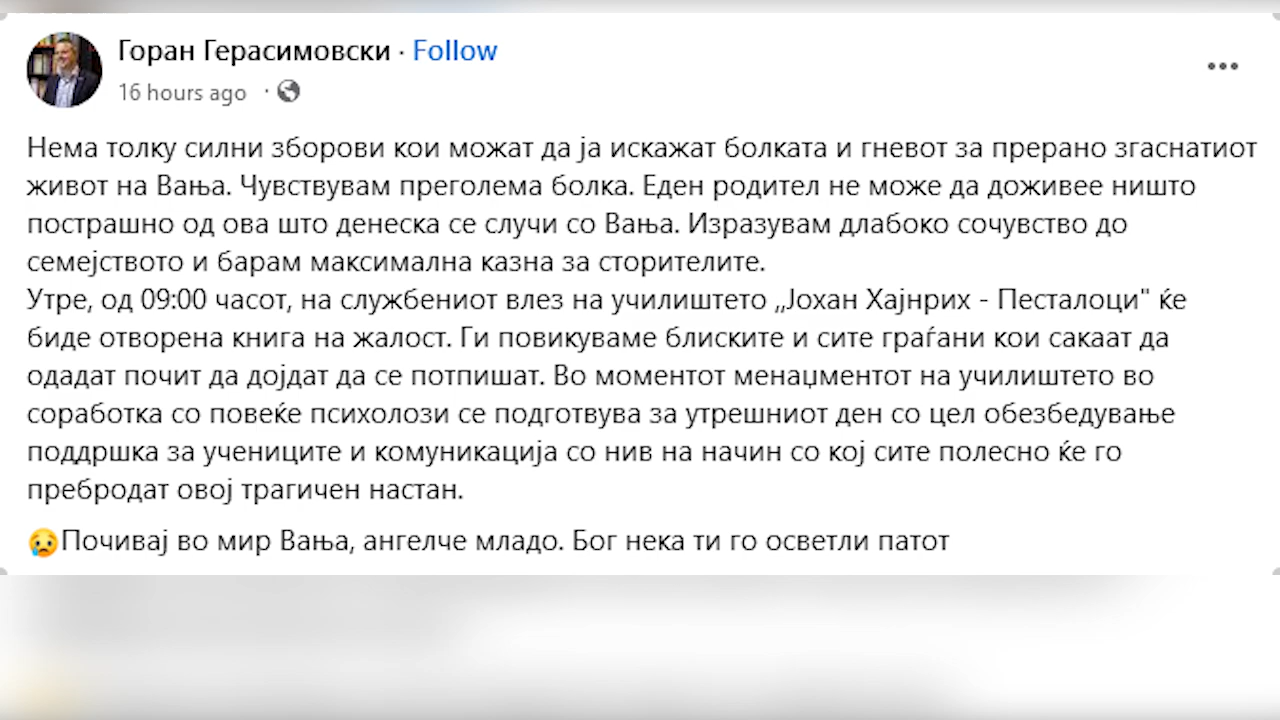 Горан Герасимовски · Follow
16 hours ago ·
Нема толку силни зборови кои можат да ја искажат болката и гневот за прерано згаснатиот
живот на Вања. Чувствувам преголема болка. Еден родител не може да доживее ништо
пострашно од ова што денеска се случи со Вања. Изразувам длабоко сочувство до
семејството и барам максимална казна за сторителите.
Утре, од 09:00 часот, на службениот влез на училиштето ,,Јохан Хајнрих - Песталоци" ќе
биде отворена книга на жалост. Ги повикуваме блиските и сите граѓани кои сакаат да
одадат почит да дојдат да се потпишат. Во моментот менаџментот на училиштето во
соработка со повеќе психолози се подготвува за утрешниот ден со цел обезбедување
поддршка за учениците и комуникација со нив на начин со кој сите полесно ќе го
пребродат овој трагичен настан.
😥Почивај во мир Вања, ангелче младо. Бог нека ти го осветли патот